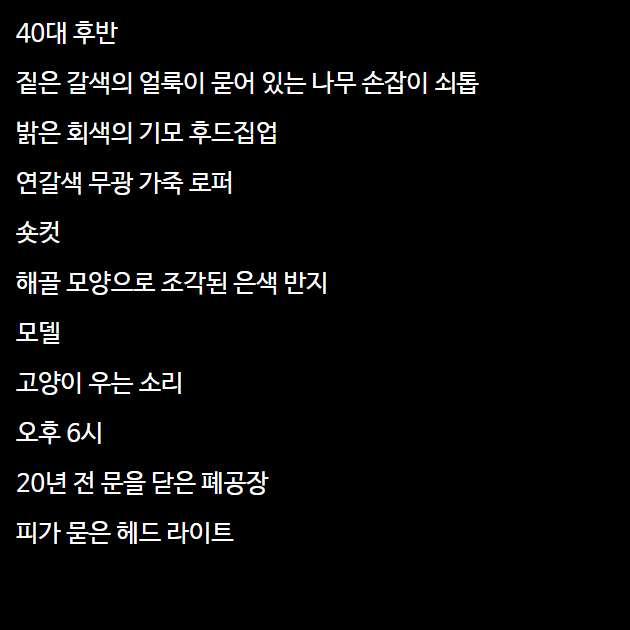 40대 후반
짙은 갈색의 얼룩이 묻어 있는 나무 손잡이 쇠톱
밝은 회색의 기모 후드집업
연갈색 무광 가죽 로퍼
숏컷
해골 모양으로 조각된 은색 반지
모델
고양이 우는 소리
오후 6시
20년 전 문을 닫은 폐공장
피가 묻은 헤드 라이트